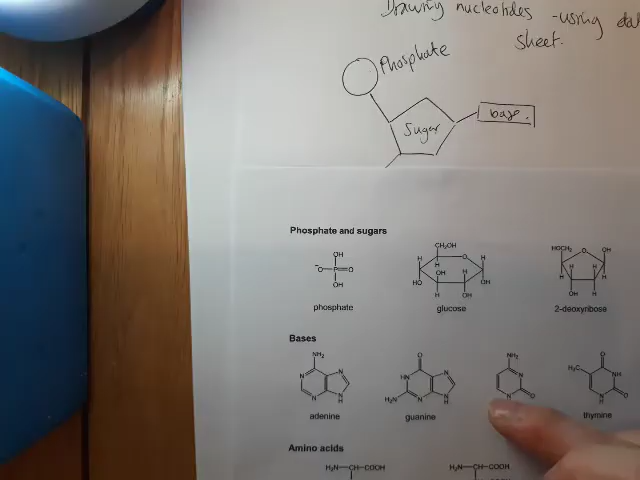 Drawing nucleotides - using
sheet.
Phosphate
Sugar
base.
Phosphate and sugars
OH
⁻O—P=O
OH
phosphate
CH₂OH
H O H
H
OH H
HO OH
H OH
glucose
HOCH₂ O OH
H H
H H
OH H
2-deoxyribose
Bases
NH₂
N N
N N
H
adenine
O
HN N
H₂N N N
H
guanine
NH₂
N
N O
O
H₃C NH
N O
H
thymine
Amino acids
H₂N—CH—COOH
H₂N—CH—COOH